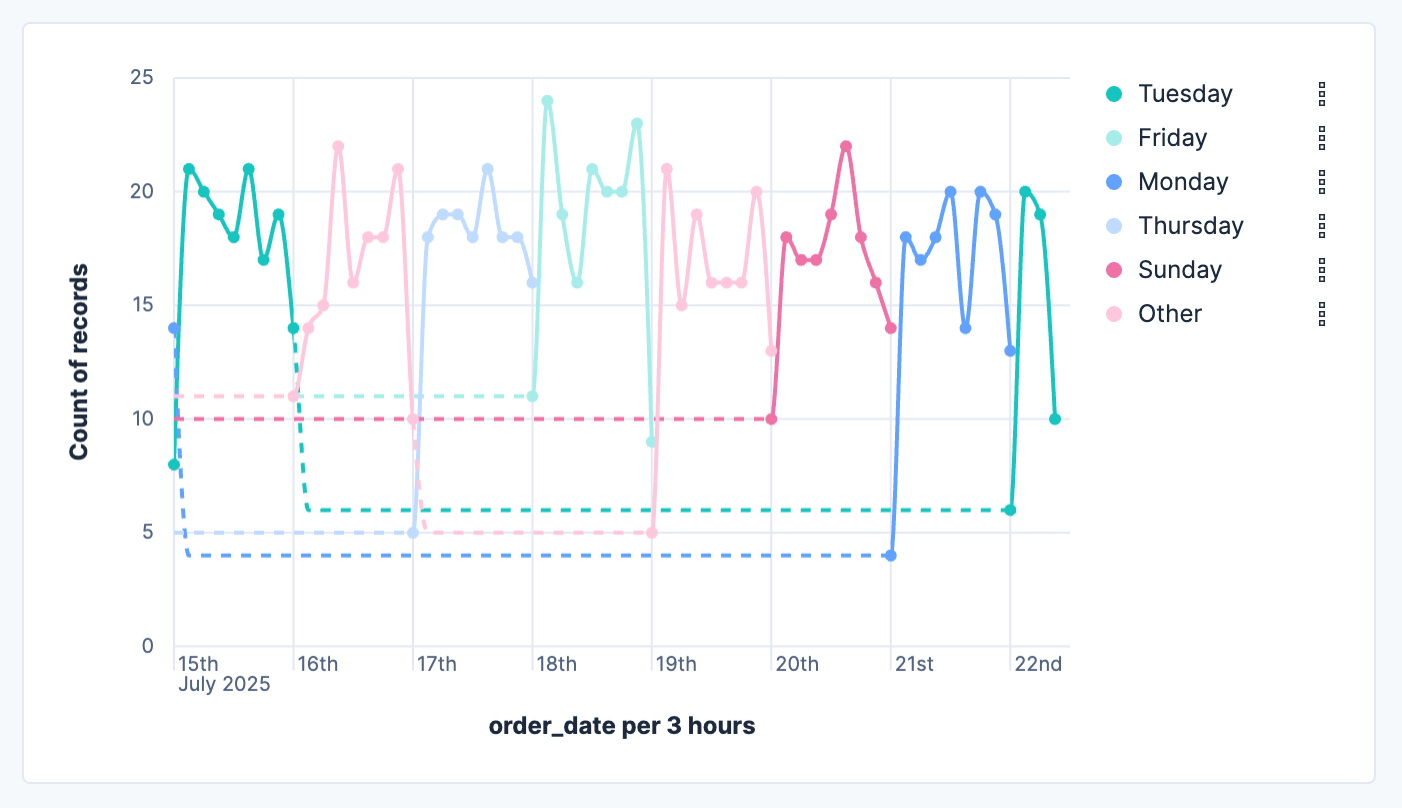 25
20
15
10
5
0
Count of records
15th
July 2025
16th
17th
18th
19th
20th
21st
22nd
order_date per 3 hours
Tuesday
Friday
Monday
Thursday
Sunday
Other